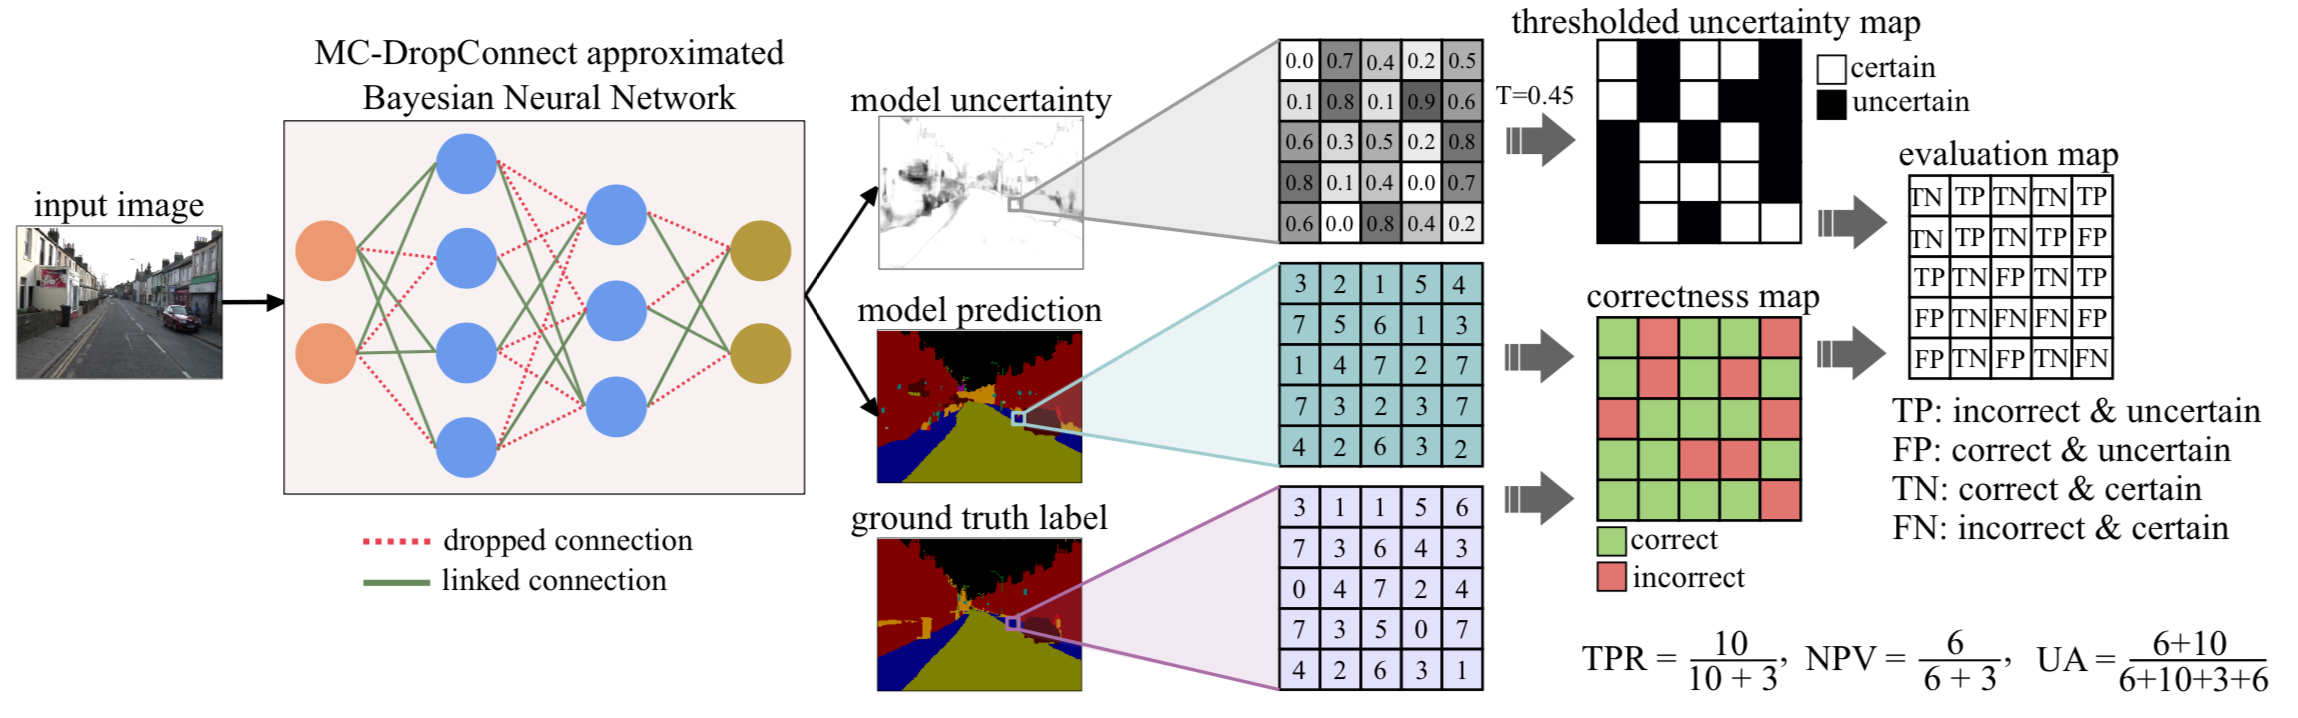 MC-DropConnect approximated
Bayesian Neural Network
input image
dropped connection
linked connection
model uncertainty
model prediction
ground truth label
0.0 0.7 0.4 0.2 0.5
0.1 0.8 0.1 0.9 0.6
0.6 0.3 0.5 0.2 0.8
0.8 0.1 0.4 0.0 0.7
0.6 0.0 0.8 0.4 0.2
3 2 1 5 4
7 5 6 1 3
1 4 7 2 7
7 3 2 3 7
4 2 6 3 2
3 1 1 5 6
7 3 6 4 3
0 4 7 2 4
7 3 5 0 7
4 2 6 3 1
T=0.45
thresholded uncertainty map
certain
uncertain
correctness map
correct
incorrect
evaluation map
TN TP TN TN TP
TN TP TN TP FP
TP TN FP TN TP
FP TN FN FN FP
FP TN FP TN FN
TP: incorrect & uncertain
FP: correct & uncertain
TN: correct & certain
FN: incorrect & certain
TPR = 10 / 10 + 3, NPV = 6 / 6 + 3, UA = 6+10 / 6+10+3+6